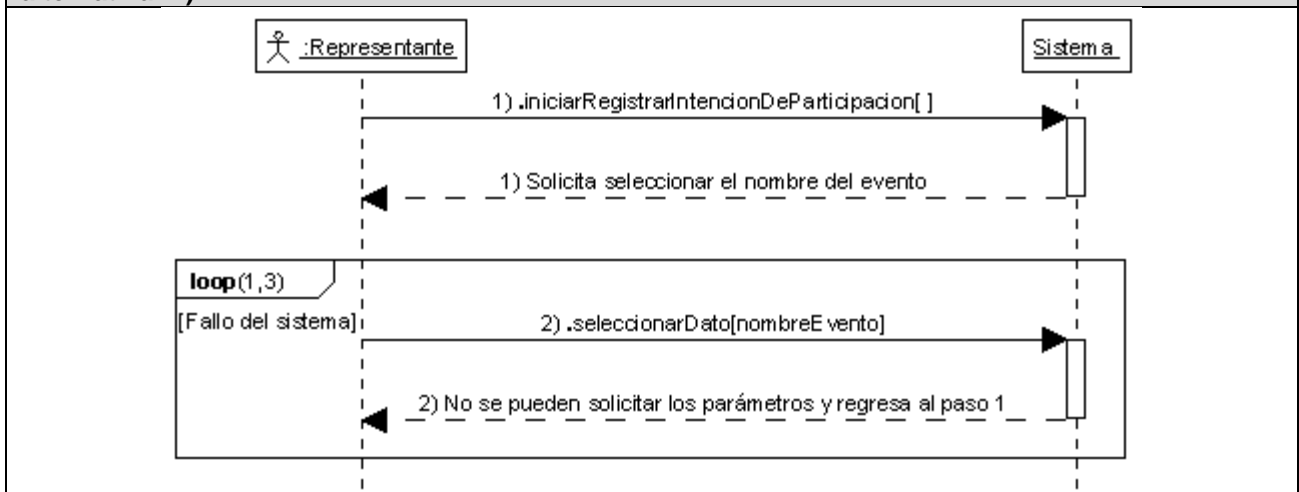 :Representante
Sistema
1) .iniciarRegistrarIntencionDeParticipacion[ ]
1) Solicita seleccionar el nombre del evento
loop(1,3)
[Fallo del sistema]
2) .seleccionarDato[nombreEvento]
2) No se pueden solicitar los parámetros y regresa al paso 1